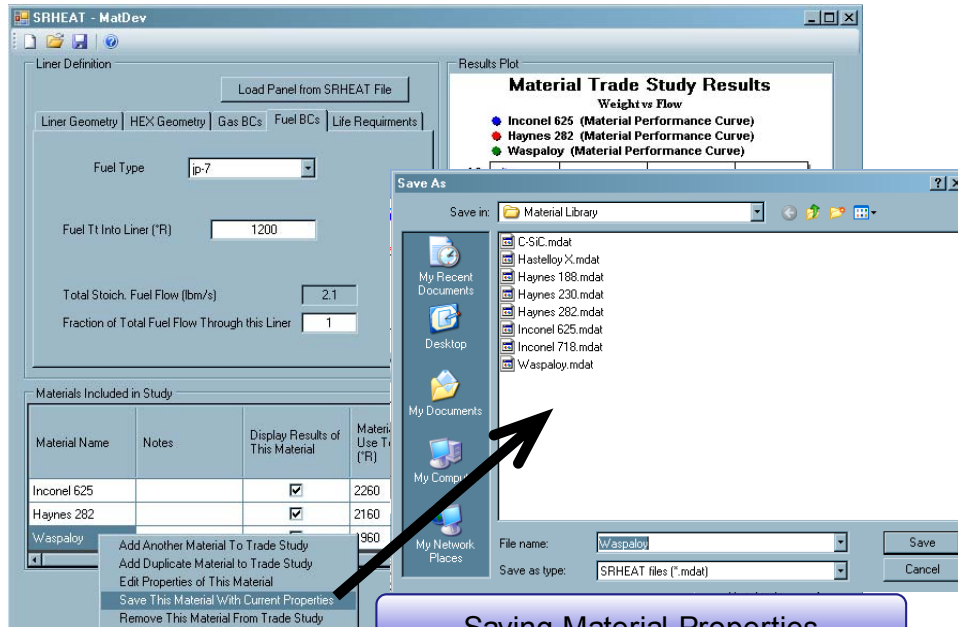 SRHEAT - MatDev
Liner Definition
Load Panel from SRHEAT File
Liner Geometry HEX Geometry Gas BCs Fuel BCs Life Requirments
Fuel Type jp-7
Fuel Tt Into Liner (°R) 1200
Total Stoich. Fuel Flow (lbm/s) 2.1
Fraction of Total Fuel Flow Through this Liner 1
Results Plot
Material Trade Study Results
Weight vs Flow
Inconel 625 (Material Performance Curve)
Haynes 282 (Material Performance Curve)
Waspaloy (Material Performance Curve)
Save As
Save in: Material Library
My Recent Documents
Desktop
My Documents
My Network Places
C-SiC.mdat
Hastelloy X.mdat
Haynes 188.mdat
Haynes 230.mdat
Haynes 282.mdat
Inconel 625.mdat
Inconel 718.mdat
Waspaloy.mdat
File name: Waspaloy Save
Save as type: SRHEAT files (*.mdat) Cancel
Materials Included in Study
Material Name Notes Display Results of This Material Use
(°R)
Inconel 625 2260
Haynes 282 2160
Waspaloy 1960
Add Another Material To Trade Study
Add Duplicate Material to Trade Study
Edit Properties of This Material
Save This Material With Current Properties
Remove This Material From Trade Study
Saving Material Properties